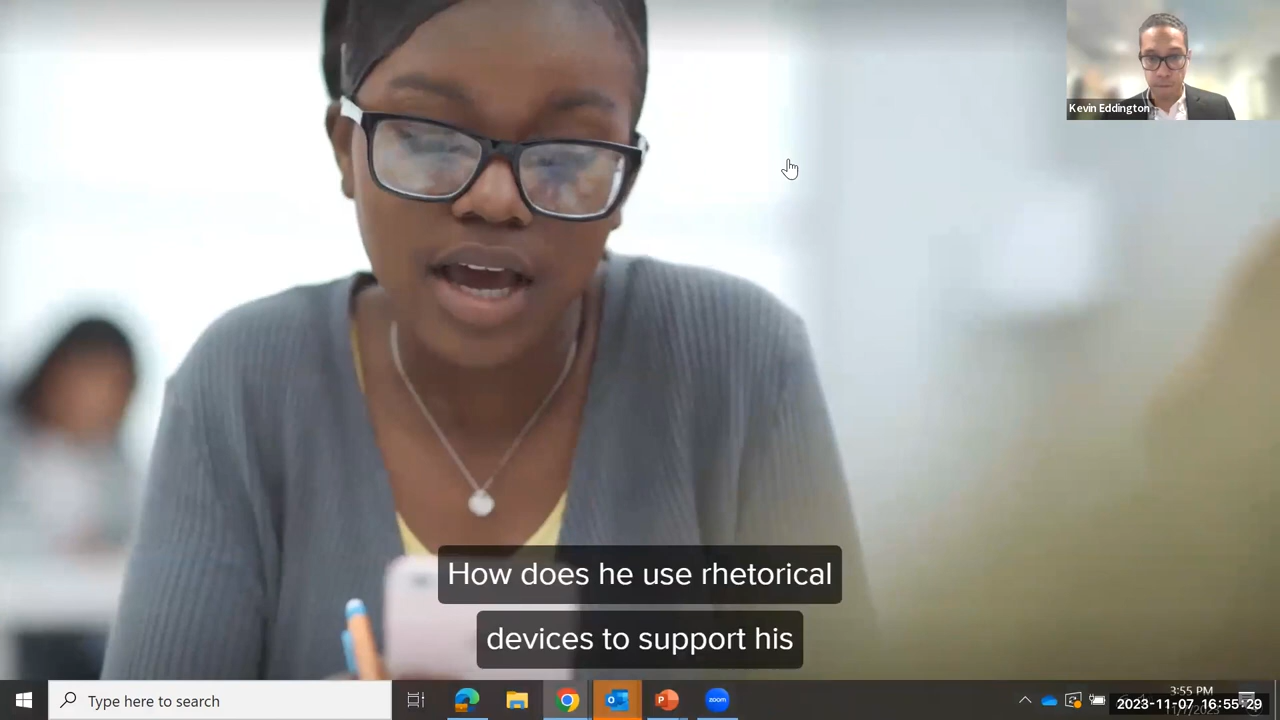 Kevin Eddington
How does he use rhetorical
devices to support his
Type here to search
zoom
3:55 PM
2023-11-07 16:55:29